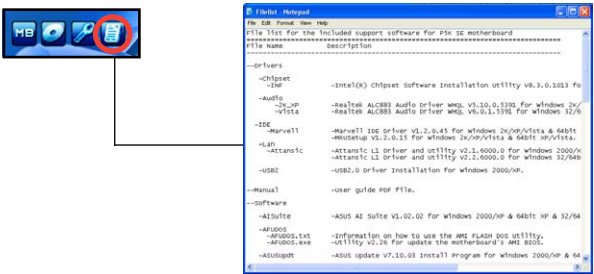 MB
Filelist - Notepad
File Edit Format View Help
File list for the included support software for P5K SE motherboard
================================================================
File Name Description
----------------------------------------------------------------
--Drivers
-Chipset
-INF -Intel(R) Chipset Software Installation Utility V8.3.0.1013 fo
-Audio
-2K_XP -Realtek ALC883 Audio Driver WHQL V5.10.0.5391 for Windows 2K/
-Vista -Realtek ALC883 Audio Driver WHQL V6.0.1.5391 for Windows 32/6
-IDE
-Marvell -Marvell IDE Driver V1.2.0.45 for Windows 2K/XP/Vista & 64bit
-MRUSetup V1.2.0.15 for Windows 2K/XP/Vista & 64bit XP/Vista.
-Lan
-Attansic -Attansic L1 Driver and Utility V2.1.6000.0 for Windows 2000/X
-Attansic L1 Driver and Utility V2.2.6000.0 for Windows 32/64b
-USB2 -USB2.0 Driver Installation for Windows 2000/XP.
--Manual -User guide PDF file.
--Software
-AISuite -ASUS AI Suite V1.02.02 for Windows 2000/XP & 64bit XP & 32/64
-AFUDOS
-AFUDOS.txt -Information on how to use the AMI FLASH DOS Utility.
-AFUDOS.exe -Utility V2.26 for update the motherboard's AMI BIOS.
-ASUSUpdt -ASUS Update V7.10.03 Install Program for Windows 2000/XP &